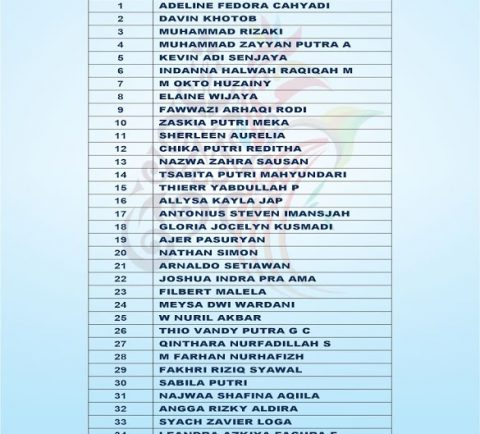 1 ADELINE FEDORA CAHYADI
2 DAVIN KHOTOB
3 MUHAMMAD RIZAKI
4 MUHAMMAD ZAYYAN PUTRA A
5 KEVIN ADI SENJAYA
6 INDANNA HALWAH RAQIQAH M
7 M OKTO HUZAINY
8 ELAINE WIJAYA
9 FAWWAZI ARHAQI RODI
10 ZASKIA PUTRI MEKA
11 SHERLEEN AURELIA
12 CHIKA PUTRI REDITHA
13 NAZWA ZAHRA SAUSAN
14 TSABITA PUTRI MAHYUNDARI
15 THIERR YABDULLAH P
16 ALLYSA KAYLA JAP
17 ANTONIUS STEVEN IMANSJAH
18 GLORIA JOCELYN KUSMADI
19 AJER PASURYAN
20 NATHAN SIMON
21 ARNALDO SETIAWAN
22 JOSHUA INDRA PRA AMA
23 FILBERT MALELA
24 MEYSA DWI WARDANI
25 W NURIL AKBAR
26 THIO VANDY PUTRA G C
27 QINTHARA NURFADILLAH S
28 M FARHAN NURHAFIZH
29 FAKHRI RIZIQ SYAWAL
30 SABILA PUTRI
31 NAJWAA SHAFINA AQIILA
32 ANGGA RIZKY ALDIRA
33 SYACH ZAVIER LOGA